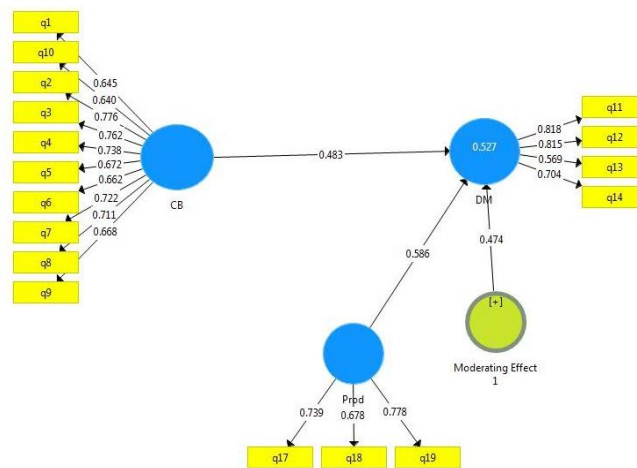 q1
q10
q2
q3
q4
q5
q6
q7
q8
q9
0.645
0.640
0.776
0.762
0.738
0.672
0.662
0.722
0.711
0.668
CB
0.483
0.527
DM
0.818
0.815
0.569
0.704
q11
q12
q13
q14
0.586
0.474
[+]
Moderating Effect
1
Prod
0.739
0.678
0.778
q17
q18
q19